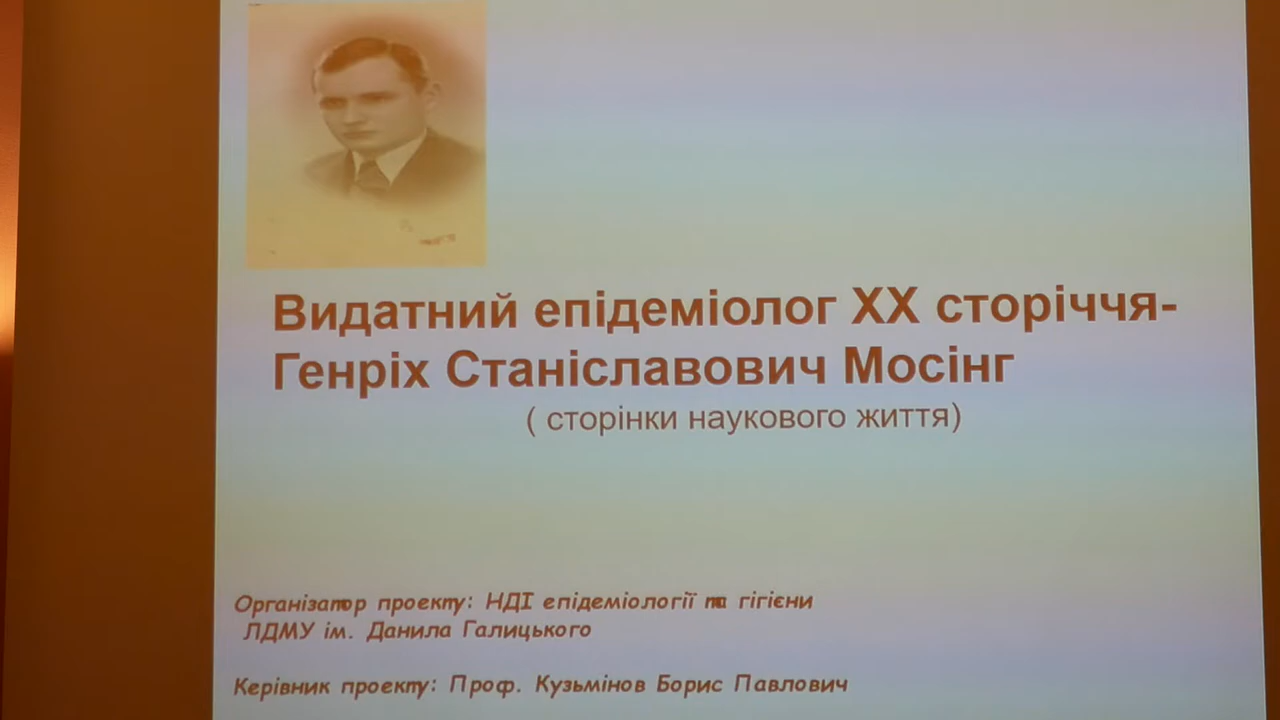 Видатний епідеміолог ХХ сторіччя-
Генріх Станіславович Мосінг
( сторінки наукового життя)
Організатор проекту: НДІ епідеміології та гігієни
ЛДМУ ім. Данила Галицького
Керівник проекту: Проф. Кузьмінов Борис Павлович